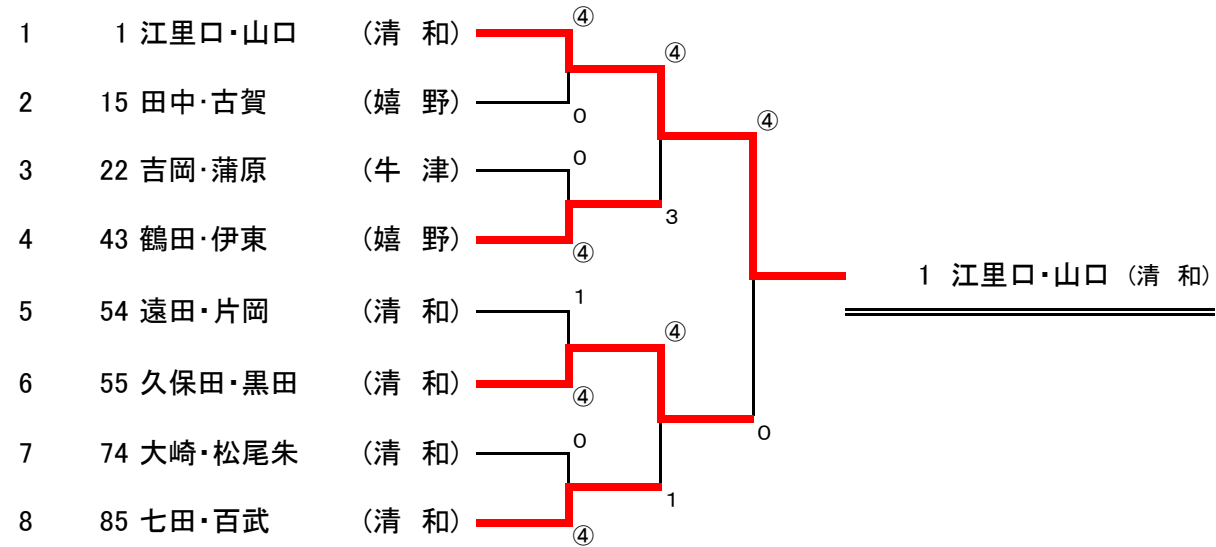 ④
1 1 江里口・山口 (清 和)
④
2 15 田中・古賀 (嬉 野)
0
④
0
3 22 吉岡・蒲原 (牛 津)
3
4 43 鶴田・伊東 (嬉 野)
④
1 江里口・山口 (清 和)
1
5 54 遠田・片岡 (清 和)
④
6 55 久保田・黒田 (清 和)
④
0
0
7 74 大崎・松尾朱 (清 和)
1
8 85 七田・百武 (清 和)
④